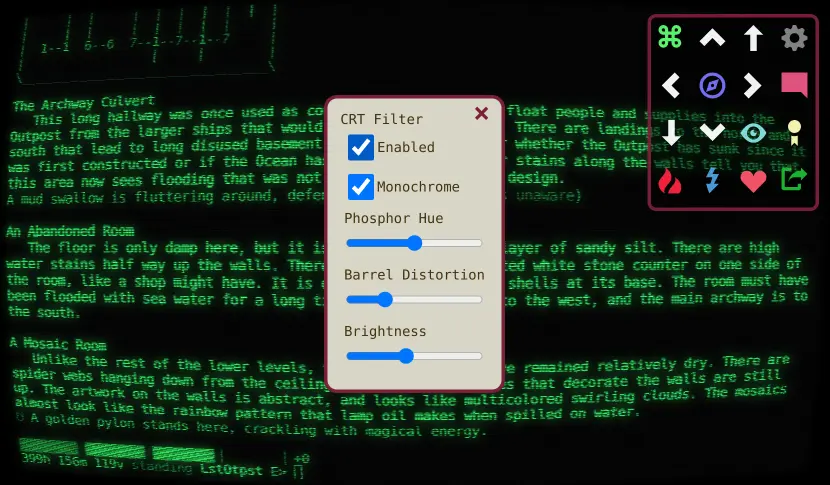 1--1 6--6 7--1--7--1--7
The Archway Culvert
This long hallway was once used as co float people and supplies into the
Outpost from the larger ships that would There are landings
south that lead to long disused basement whether the Outpost has sunk since it
was first constructed or if the Ocean has stains along the walls tell you that
this area now sees flooding that was not design.
A mud swallow is fluttering around, defen unaware)
An Abandoned Room
The floor is only damp here, but it is layer of sandy silt. There are high
water stains half way up the walls. There ted white stone counter on one side of
the room, like a shop might have. It is shells at its base. The room must have
been flooded with sea water for a long ti to the west, and the main archway is to
the south.
A Mosaic Room
Unlike the rest of the lower levels, ve remained relatively dry. There are
spider webs hanging down from the ceilin s that decorate the walls are still
up. The artwork on the walls is abstract, and looks like multicolored swirling clouds. The mosaics
almost look like the rainbow pattern that lamp oil makes when spilled on water.
A golden pylon stands here, crackling with magical energy.
+0
399h 156m 119v standing LstOtpst E>
CRT Filter
Enabled
Monochrome
Phosphor Hue
Barrel Distortion
Brightness